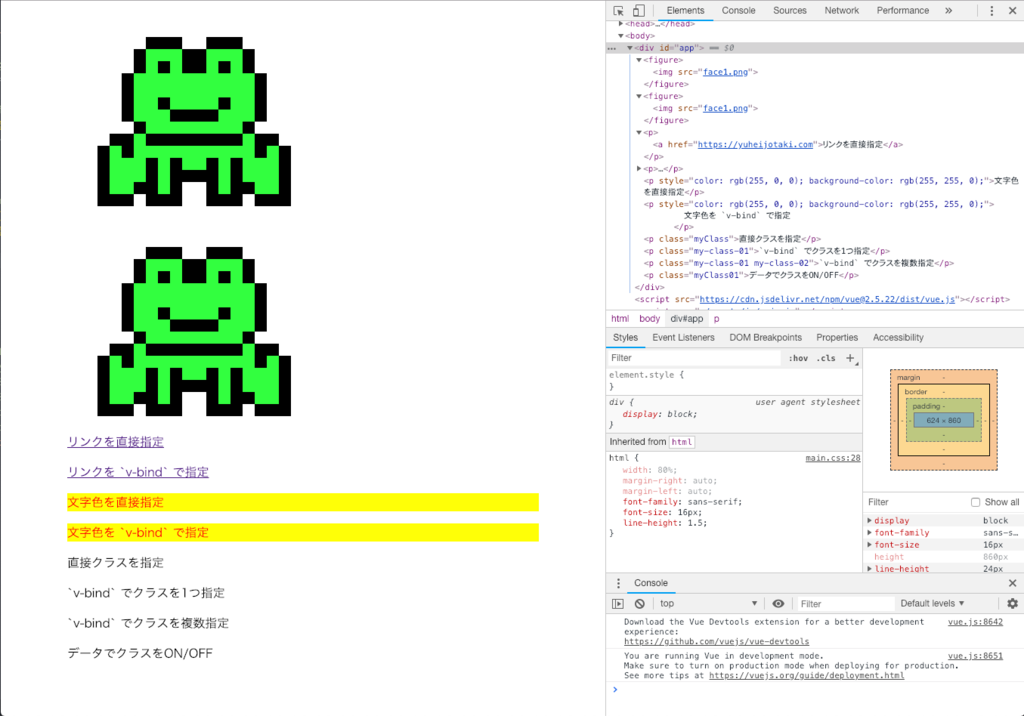 リンクを直接指定
リンクを `v-bind` で指定
文字色を直接指定
文字色を `v-bind` で指定
直接クラスを指定
`v-bind` でクラスを1つ指定
`v-bind` でクラスを複数指定
データでクラスをON/OFF
Elements Console Sources Network Performance »
<head>…</head>
<body>
… <div id="app"> == $0
<figure>
<img src="face1.png">
</figure>
<figure>
<img src="face1.png">
</figure>
<p>
<a href="https://yuheijotaki.com">リンクを直接指定</a>
</p>
<p>…</p>
<p style="color: rgb(255, 0, 0); background-color: rgb(255, 255, 0);">文字色
を直接指定</p>
<p style="color: rgb(255, 0, 0); background-color: rgb(255, 255, 0);">
文字色を `v-bind` で指定
</p>
<p class="myClass">直接クラスを指定</p>
<p class="my-class-01">`v-bind` でクラスを1つ指定</p>
<p class="my-class-01 my-class-02">`v-bind` でクラスを複数指定</p>
<p class="myClass01">データでクラスをON/OFF</p>
</div>
<script src="https://cdn.jsdelivr.net/npm/vue@2.5.22/dist/vue.js"></script>
html body div#app p
Styles Event Listeners DOM Breakpoints Properties Accessibility
Filter :hov .cls +
element.style {
}
div { user agent stylesheet
display: block;
}
Inherited from html
html { main.css:28
width: 80%;
margin-right: auto;
margin-left: auto;
font-family: sans-serif;
font-size: 16px;
line-height: 1.5;
}
margin -
border -
padding -
- - - 624 × 860 - - -
-
-
-
Filter Show all
display block
font-family sans-s…
font-size 16px
height 860px
line-height 24px
Console
top Filter Default levels
Download the Vue Devtools extension for a better development vue.js:8642
experience:
https://github.com/vuejs/vue-devtools
You are running Vue in development mode. vue.js:8651
Make sure to turn on production mode when deploying for production.
See more tips at https://vuejs.org/guide/deployment.html
>